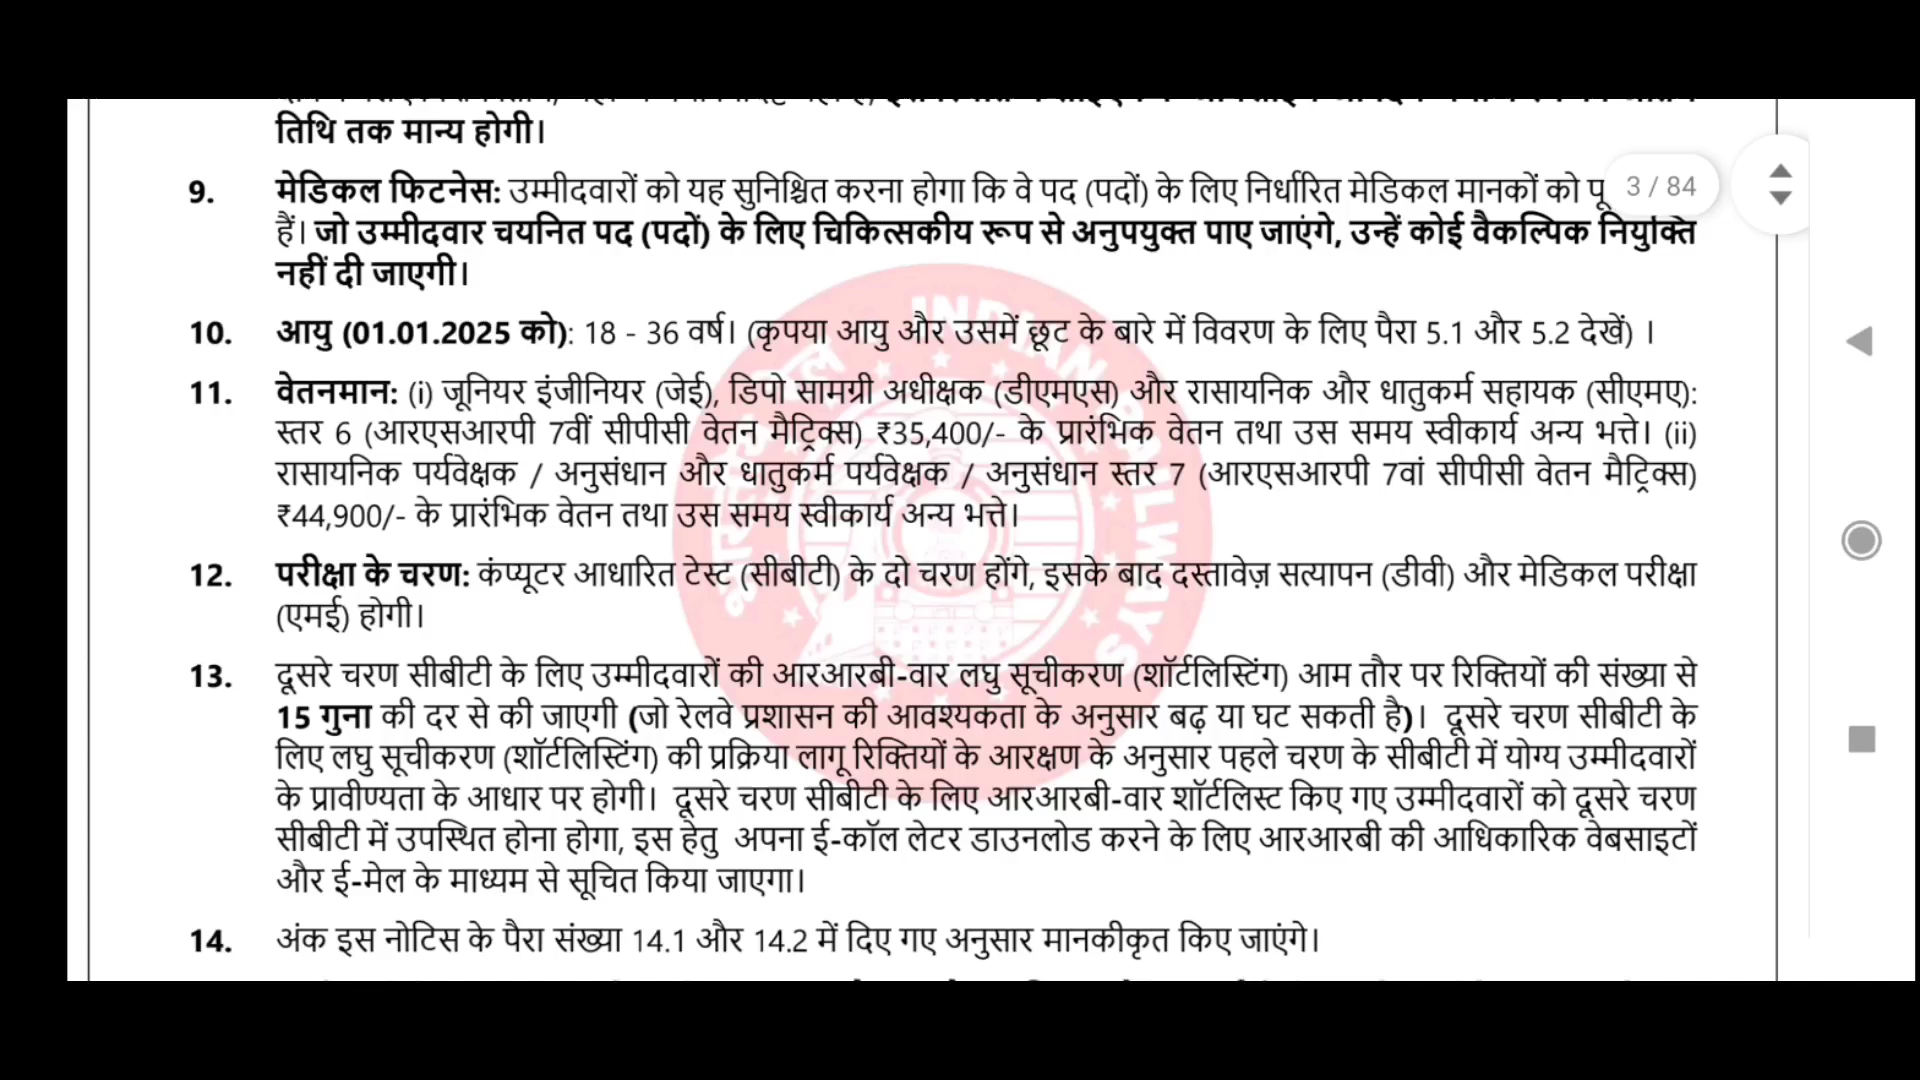 तिथि तक मान्य होगी।
3 / 84
9. मेडिकल फिटनेस: उम्मीदवारों को यह सुनिश्चित करना होगा कि वे पद (पदों) के लिए निर्धारित मेडिकल मानकों को
हैं। जो उम्मीदवार चयनित पद (पदों) के लिए चिकित्सकीय रूप से अनुपयुक्त पाए जाएंगे, उन्हें कोई वैकल्पिक नियुक्ति
नहीं दी जाएगी।
10. आयु (01.01.2025 को): 18 - 36 वर्ष। (कृपया आयु और उसमें छूट के बारे में विवरण के लिए पैरा 5.1 और 5.2 देखें) ।
11. वेतनमान: (i) जूनियर इंजीनियर (जेई), डिपो सामग्री अधीक्षक (डीएमएस) और रासायनिक और धातुकर्म सहायक (सीएमए):
स्तर 6 (आरएसआरपी 7वीं सीपीसी वेतन मैट्रिक्स) ₹35,400/- के प्रारंभिक वेतन तथा उस समय स्वीकार्य अन्य भत्ते। (ii)
रासायनिक पर्यवेक्षक / अनुसंधान और धातुकर्म पर्यवेक्षक / अनुसंधान स्तर 7 (आरएसआरपी 7वां सीपीसी वेतन मैट्रिक्स)
₹44,900/- के प्रारंभिक वेतन तथा उस समय स्वीकार्य अन्य भत्ते।
12. परीक्षा के चरण: कंप्यूटर आधारित टेस्ट (सीबीटी) के दो चरण होंगे, इसके बाद दस्तावेज़ सत्यापन (डीवी) और मेडिकल परीक्षा
(एमई) होगी।
13. दूसरे चरण सीबीटी के लिए उम्मीदवारों की आरआरबी-वार लघु सूचीकरण (शॉर्टलिस्टिंग) आम तौर पर रिक्तियों की संख्या से
15 गुना की दर से की जाएगी (जो रेलवे प्रशासन की आवश्यकता के अनुसार बढ़ या घट सकती है)। दूसरे चरण सीबीटी के
लिए लघु सूचीकरण (शॉर्टलिस्टिंग) की प्रक्रिया लागू रिक्तियों के आरक्षण के अनुसार पहले चरण के सीबीटी में योग्य उम्मीदवारों
के प्रावीण्यता के आधार पर होगी। दूसरे चरण सीबीटी के लिए आरआरबी-वार शॉर्टलिस्ट किए गए उम्मीदवारों को दूसरे चरण
सीबीटी में उपस्थित होना होगा, इस हेतु अपना ई-कॉल लेटर डाउनलोड करने के लिए आरआरबी की आधिकारिक वेबसाइटों
और ई-मेल के माध्यम से सूचित किया जाएगा।
14. अंक इस नोटिस के पैरा संख्या 14.1 और 14.2 में दिए गए अनुसार मानकीकृत किए जाएंगे।
INDIAN RAILWAYS
भारतीय रेल